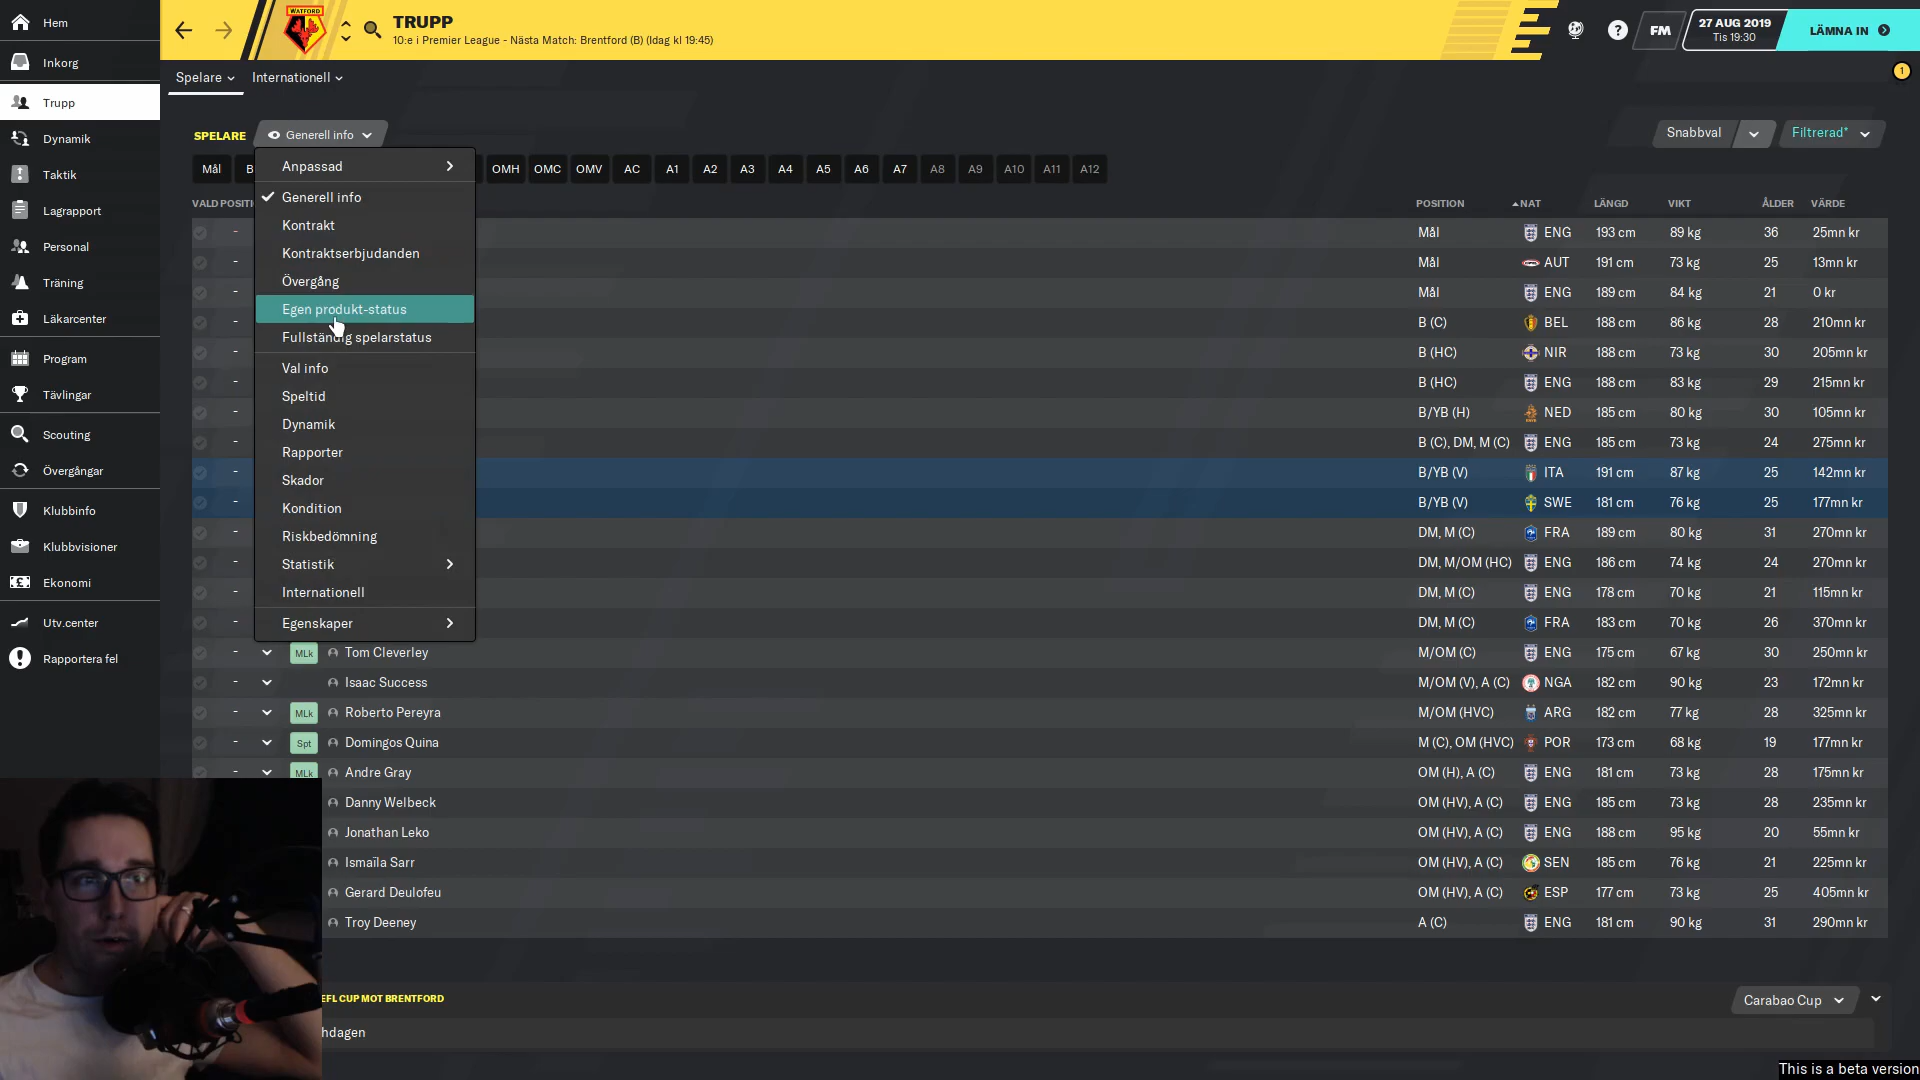 Hem
Inkorg
Trupp
Dynamik
Taktik
Lagrapport
Personal
Träning
Läkarcenter
Program
Tävlingar
Scouting
Övergångar
Klubbinfo
Klubbvisioner
Ekonomi
Utv.center
Rapportera fel
WATFORD
TRUPP
10:e i Premier League - Nästa Match: Brentford (B) (Idag kl 19:45)
FM
27 AUG 2019
Tis 19:30
LÄMNA IN
1
Spelare Internationell
SPELARE Generell info
Snabbval Filtrerad*
Mål B OMH OMC OMV AC A1 A2 A3 A4 A5 A6 A7 A8 A9 A10 A11 A12
Anpassad
Generell info
Kontrakt
Kontraktserbjudanden
Övergång
Egen produkt-status
Fullständig spelarstatus
Val info
Speltid
Dynamik
Rapporter
Skador
Kondition
Riskbedömning
Statistik
Internationell
Egenskaper
VALD POSITI POSITION NAT LÄNGD VIKT ÅLDER VÄRDE
- Mål ENG 193 cm 89 kg 36 25mn kr
- Mål AUT 191 cm 73 kg 25 13mn kr
- Mål ENG 189 cm 84 kg 21 0 kr
- B (C) BEL 188 cm 86 kg 28 210mn kr
- B (HC) NIR 188 cm 73 kg 30 205mn kr
- B (HC) ENG 188 cm 83 kg 29 215mn kr
- B/YB (H) NED 185 cm 80 kg 30 105mn kr
- B (C), DM, M (C) ENG 185 cm 73 kg 24 275mn kr
- B/YB (V) ITA 191 cm 87 kg 25 142mn kr
- B/YB (V) SWE 181 cm 76 kg 25 177mn kr
- DM, M (C) FRA 189 cm 80 kg 31 270mn kr
- DM, M/OM (HC) ENG 186 cm 74 kg 24 270mn kr
- DM, M (C) ENG 178 cm 70 kg 21 115mn kr
- DM, M (C) FRA 183 cm 70 kg 26 370mn kr
- MLk Tom Cleverley M/OM (C) ENG 175 cm 67 kg 30 250mn kr
- Isaac Success M/OM (V), A (C) NGA 182 cm 90 kg 23 172mn kr
- MLk Roberto Pereyra M/OM (HVC) ARG 182 cm 77 kg 28 325mn kr
- Spt Domingos Quina M (C), OM (HVC) POR 173 cm 68 kg 19 177mn kr
- MLk Andre Gray OM (H), A (C) ENG 181 cm 73 kg 28 175mn kr
Danny Welbeck OM (HV), A (C) ENG 185 cm 73 kg 28 235mn kr
Jonathan Leko OM (HV), A (C) ENG 188 cm 95 kg 20 55mn kr
Ismaïla Sarr OM (HV), A (C) SEN 185 cm 76 kg 21 225mn kr
Gerard Deulofeu OM (HV), A (C) ESP 177 cm 73 kg 25 405mn kr
Troy Deeney A (C) ENG 181 cm 90 kg 31 290mn kr
EFL CUP MOT BRENTFORD
Carabao Cup
hdagen
This is a beta version